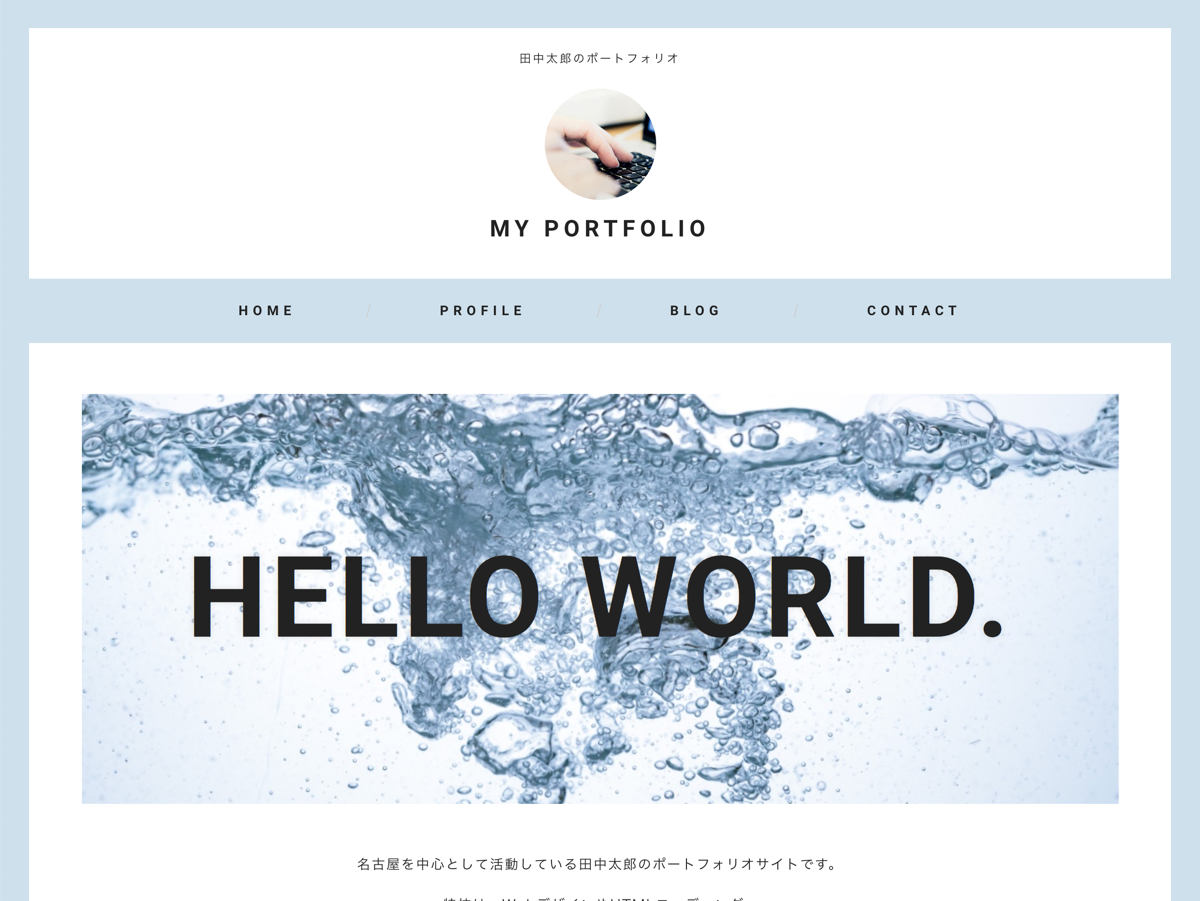 田中太郎のポートフォリオ
MY PORTFOLIO
HOME / PROFILE / BLOG / CONTACT
HELLO WORLD.
名古屋を中心として活動している田中太郎のポートフォリオサイトです。